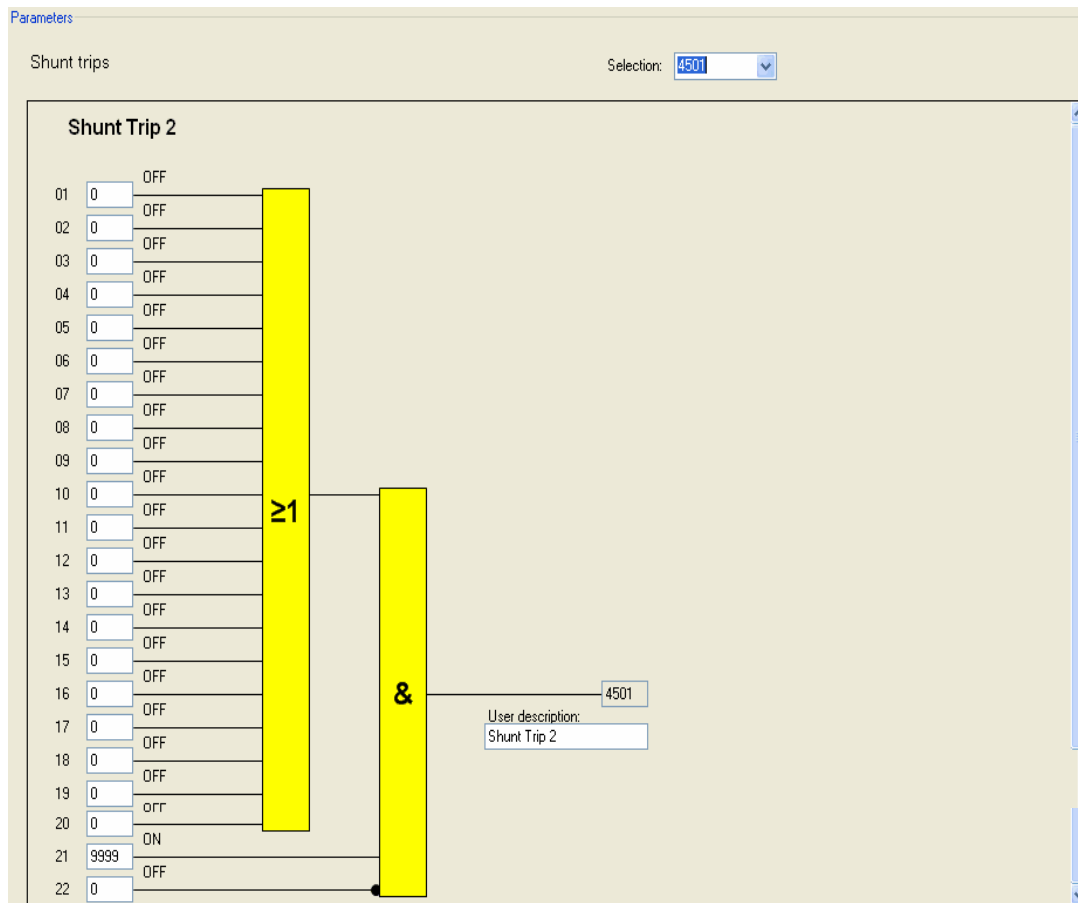 Parameters
Shunt trips
Selection: 4501
Shunt Trip 2
OFF
01 0
OFF
02 0
OFF
03 0
OFF
04 0
OFF
05 0
OFF
06 0
OFF
07 0
OFF
08 0
OFF
09 0
OFF
10 0
≥1
OFF
11 0
OFF
12 0
OFF
13 0
OFF
14 0
OFF
15 0
OFF
16 0
&
4501
OFF
User description:
17 0
Shunt Trip 2
OFF
18 0
OFF
19 0
OFF
20 0
ON
21 9999
OFF
22 0